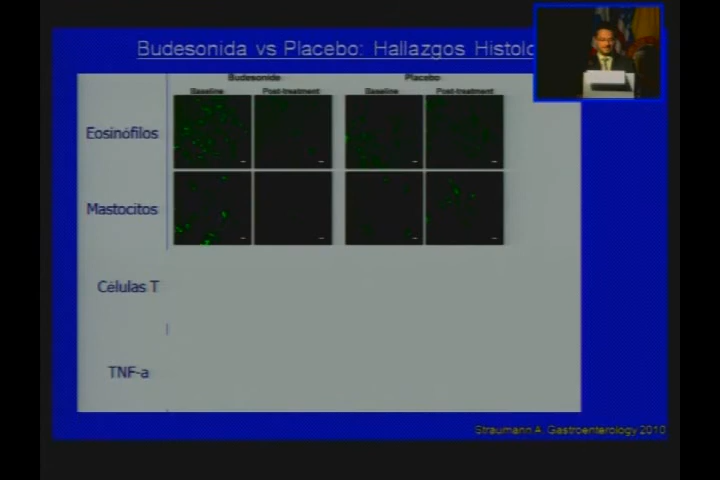 Budesonida vs Placebo: Hallazgos Histolo
Budesonide Placebo
Baseline Post-treatment Baseline Post-treatment
Eosinófilos
Mastocitos
Células T
TNF-a
Straumann A. Gastroenterology 2010